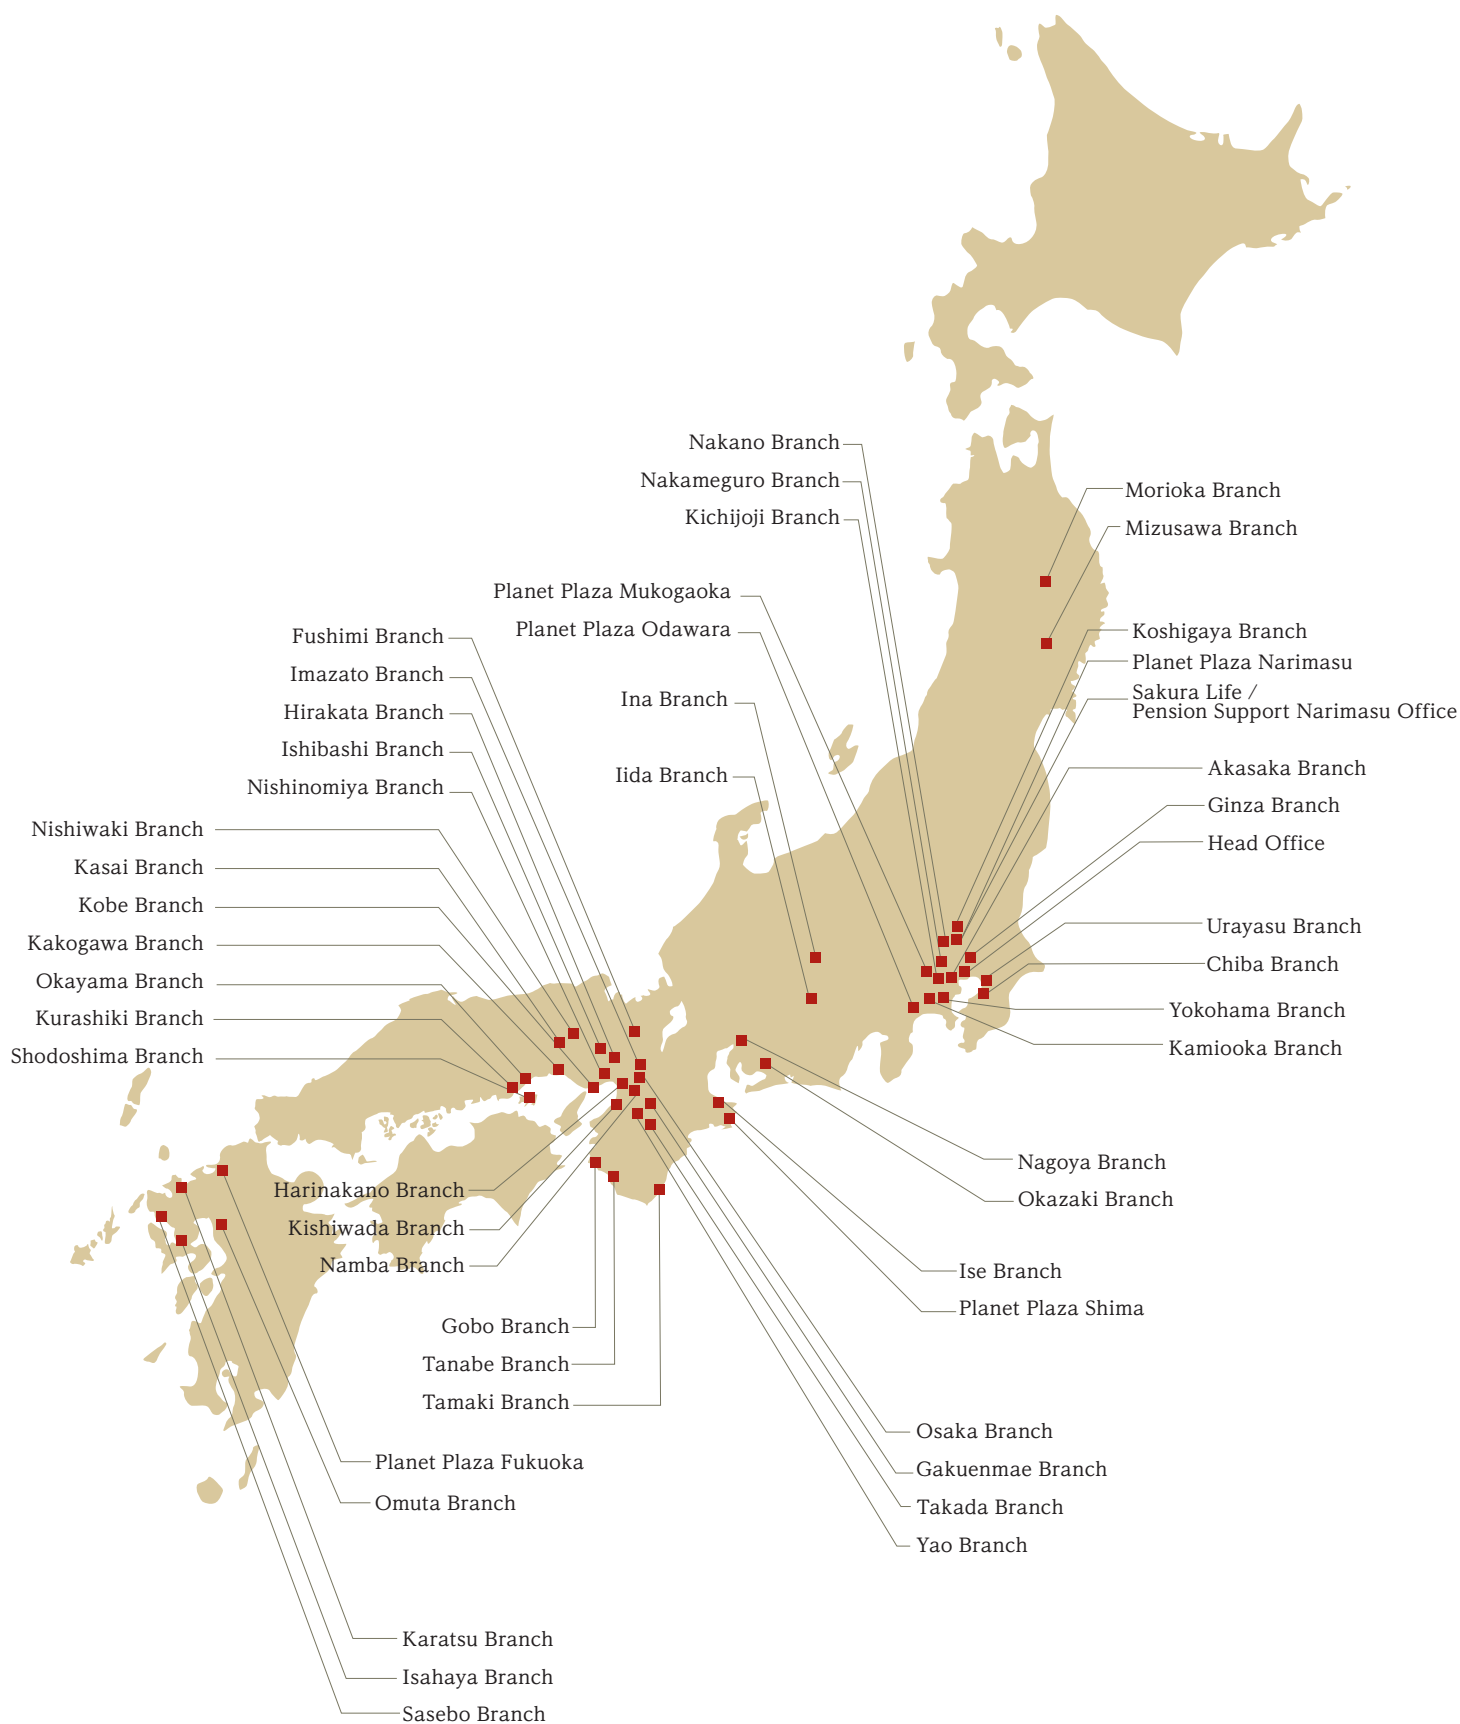 Nakano Branch
Nakameguro Branch
Kichijoji Branch
Morioka Branch
Mizusawa Branch
Planet Plaza Mukogaoka
Planet Plaza Odawara
Fushimi Branch
Imazato Branch
Hirakata Branch
Ishibashi Branch
Nishinomiya Branch
Ina Branch
Iida Branch
Koshigaya Branch
Planet Plaza Narimasu
Sakura Life /
Pension Support Narimasu Office
Akasaka Branch
Ginza Branch
Head Office
Nishiwaki Branch
Kasai Branch
Kobe Branch
Kakogawa Branch
Okayama Branch
Kurashiki Branch
Shodoshima Branch
Urayasu Branch
Chiba Branch
Yokohama Branch
Kamiooka Branch
Harinakano Branch
Kishiwada Branch
Namba Branch
Nagoya Branch
Okazaki Branch
Ise Branch
Planet Plaza Shima
Gobo Branch
Tanabe Branch
Tamaki Branch
Osaka Branch
Gakuenmae Branch
Takada Branch
Yao Branch
Planet Plaza Fukuoka
Omuta Branch
Karatsu Branch
Isahaya Branch
Sasebo Branch